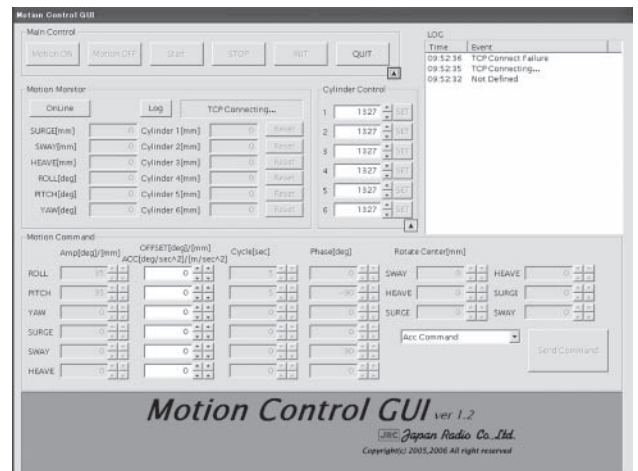 Motion Control GUI
Main Control
Motion ON Motion OFF Start STOP INIT QUIT
LOG
Time Event
09:52:36 TCP Connect Failure
09:52:35 TCP Connecting...
09:52:32 Not Defined
Motion Monitor
OnLine Log TCP Connecting...
SURGE[mm] 0 Cylinder 1[mm] 0 Reset
SWAY[mm] 0 Cylinder 2[mm] 0 Reset
HEAVE[mm] 0 Cylinder 3[mm] 0 Reset
ROLL[deg] 0 Cylinder 4[mm] 0 Reset
PITCH[deg] 0 Cylinder 5[mm] 0 Reset
YAW[deg] 0 Cylinder 6[mm] 0 Reset
Cylinder Control
1 1327 SET
2 1327 SET
3 1327 SET
4 1327 SET
5 1327 SET
6 1327 SET
Motion Command
Amp[deg]/[mm] OFFSET[deg]/[mm] Cycle[sec] Phase[deg] Rotate Center[mm]
ACC[deg/sec^2]/[m/sec^2]
ROLL 35 0 5 0 SWAY 0 HEAVE 0
PITCH 35 0 5 -90 HEAVE 0 SURGE 0
YAW 0 0 0 0 SURGE 0 SWAY 0
SURGE 0 0 0 0
SWAY 0 0 0 90
HEAVE 0 0 0 0
Acc Command
Send Command
Motion Control GUI ver 1.2
JRC Japan Radio Co.,Ltd.
Copyright(c) 2005,2006 All right reserved